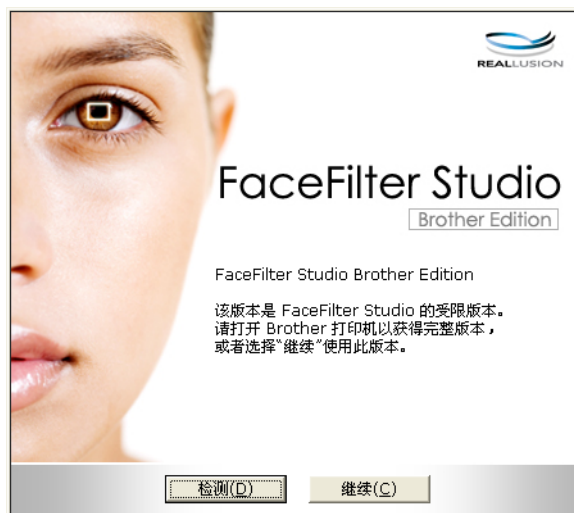 REALLUSION
FaceFilter Studio
Brother Edition
FaceFilter Studio Brother Edition
该版本是 FaceFilter Studio 的受限版本。
请打开 Brother 打印机以获得完整版本，
或者选择“继续”使用此版本。
检测(D)
继续(C)